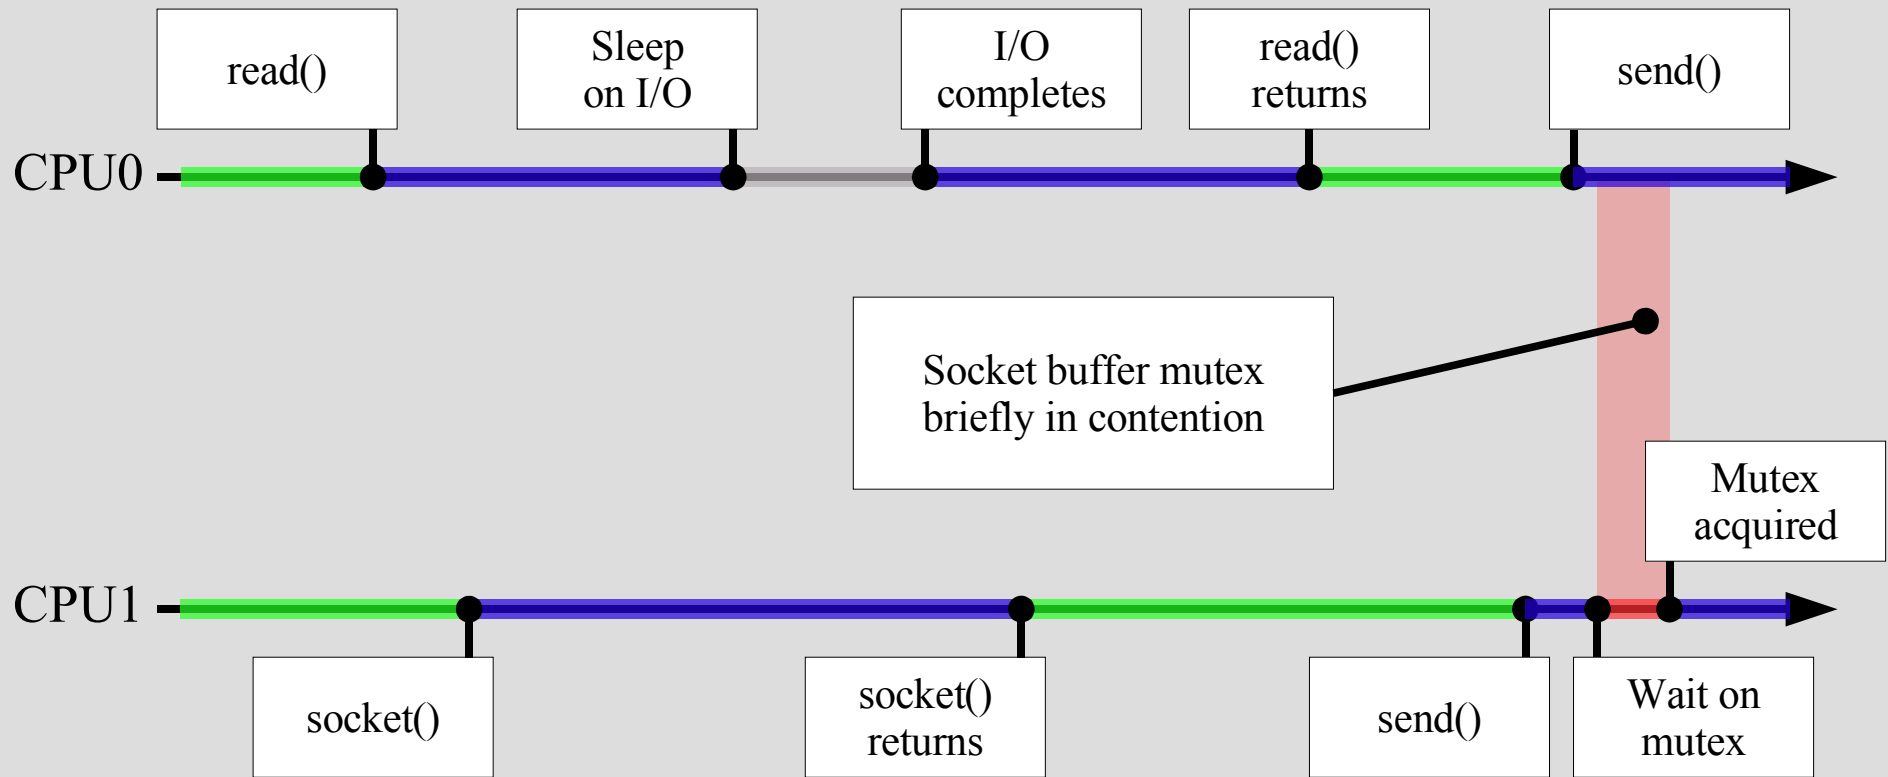 read()
Sleep
on I/O
I/O
completes
read()
returns
send()
CPU0
Socket buffer mutex
briefly in contention
Mutex
acquired
CPU1
socket()
socket()
returns
send()
Wait on
mutex